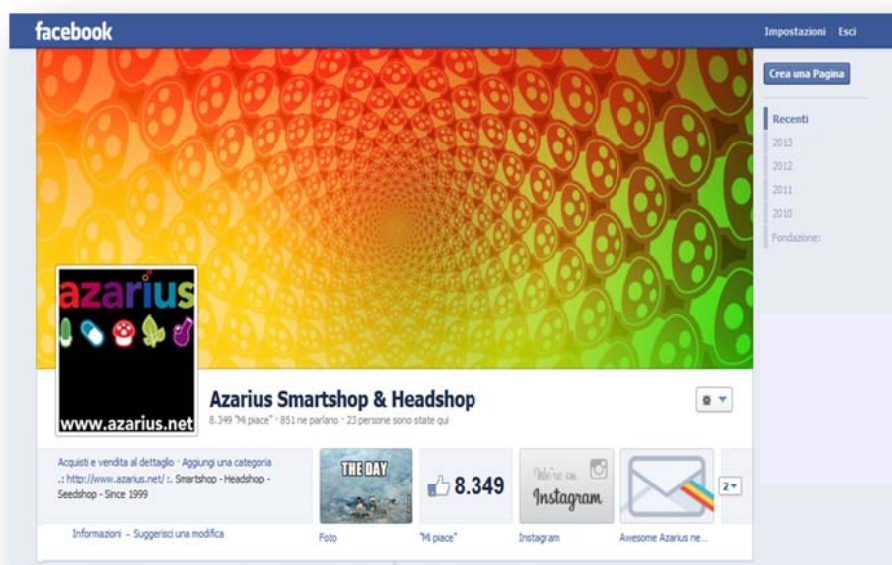 facebook
Impostazioni Esci
Crea una Pagina
Recenti
2013
2012
2011
2010
Fondazione:
azarius
www.azarius.net
Azarius Smartshop & Headshop
8.349 "Mi piace" · 851 ne parlano · 23 persone sono state qui
Acquisti e vendita al dettaglio · Aggiungi una categoria
.: http://www.azarius.net/ :. Smartshop - Headshop -
Seedshop - Since 1999
Informazioni – Suggerisci una modifica
THE DAY
Foto
8.349
"Mi piace"
We're on
Instagram
Instagram
Awesome Azarius ne...
2